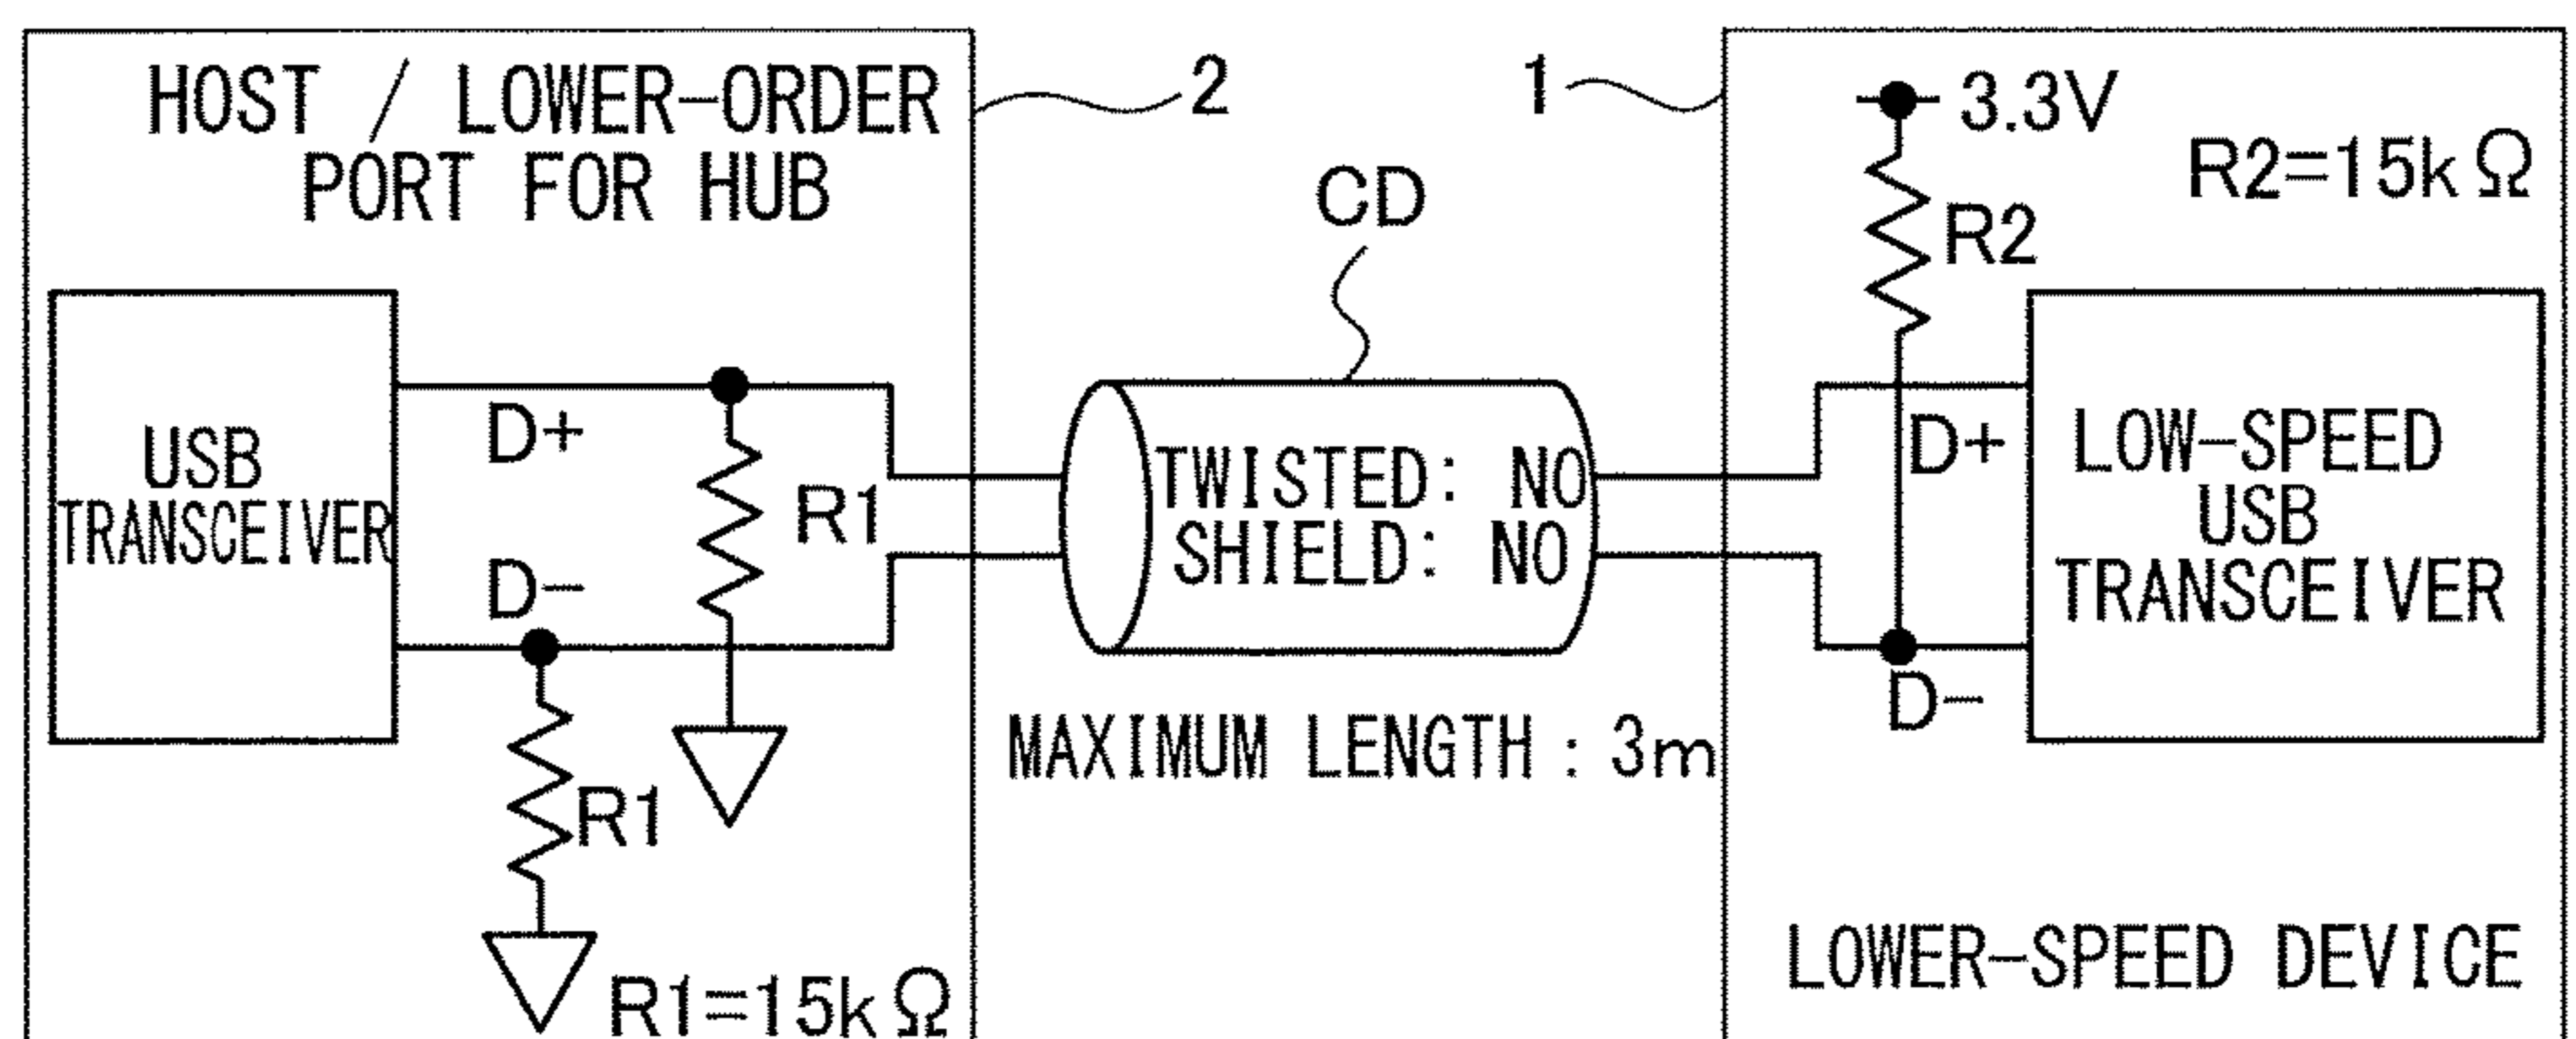 HOST / LOWER-ORDER
PORT FOR HUB
2
1
3.3V
R2=15kΩ
R2
CD
USB
TRANSCEIVER
D+
D-
R1
R1
R1=15kΩ
TWISTED: NO
SHIELD: NO
MAXIMUM LENGTH : 3m
D+
D-
LOW-SPEED
USB
TRANSCEIVER
LOWER-SPEED DEVICE